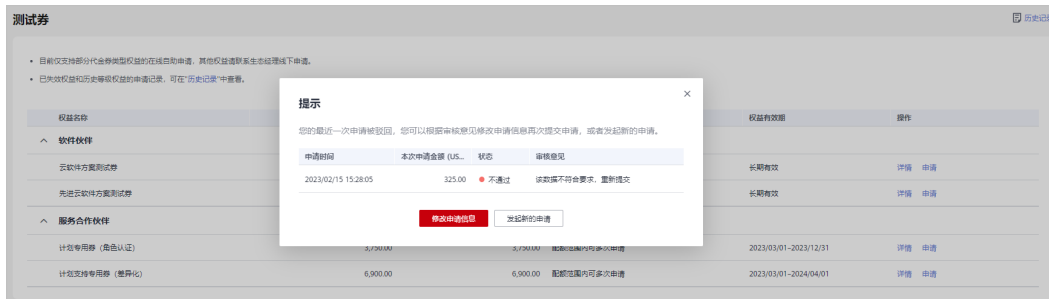 测试券
历史记录
目前仅支持部分代金券类型权益的在线自助申请，其他权益请联系生态经理线下申请。
已失效权益和历史等级权益的申请记录，可在"历史记录"中查看。
权益名称 权益有效期 操作
软件伙伴
云软件方案测试券 长期有效 详情 申请
先进云软件方案测试券 长期有效 详情 申请
服务合作伙伴
计划专用券（角色认证） 3,750.00 3,750.00 配额范围内可多次申请 2023/03/01-2023/12/31 详情 申请
计划支持专用券（差异化） 6,900.00 6,900.00 配额范围内可多次申请 2023/03/01-2024/04/01 详情 申请
提示
您的最近一次申请被驳回，您可以根据审核意见修改申请信息再次提交申请，或者发起新的申请。
申请时间 本次申请金额 (US... 状态 审核意见
2023/02/15 15:28:05 325.00 不通过 该数据不符合要求，重新提交
修改申请信息 发起新的申请